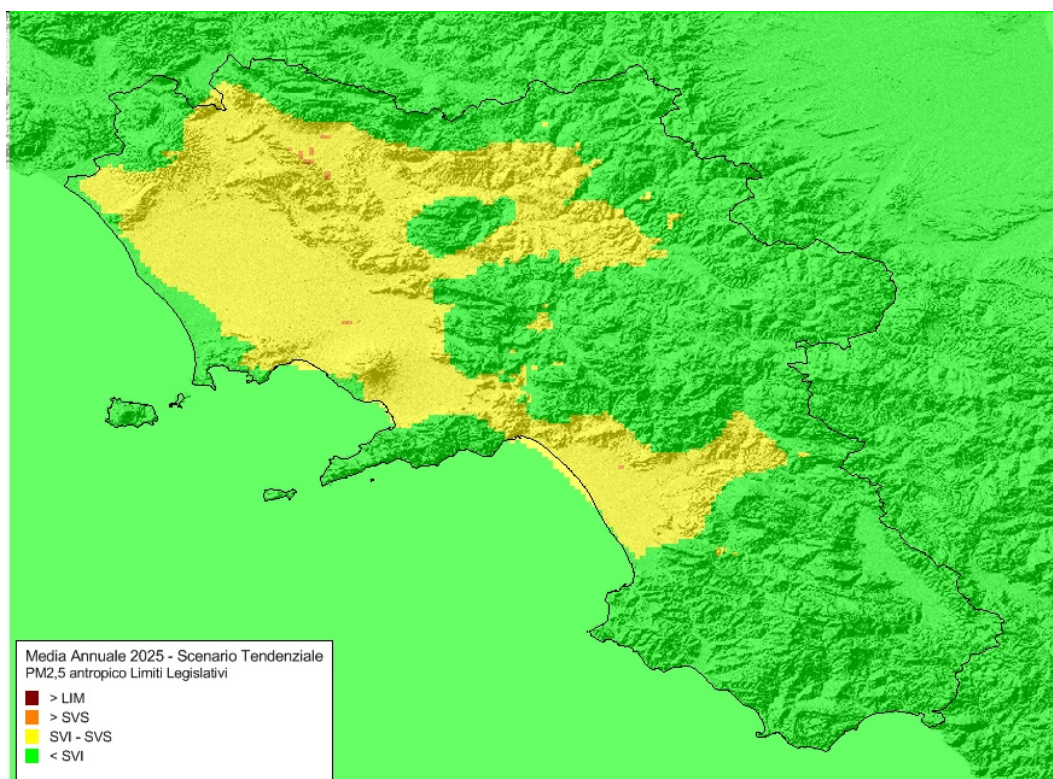 Media Annuale 2025 - Scenario Tendenziale
PM2,5 antropico Limiti Legislativi
> LIM
> SVS
SVI - SVS
< SVI